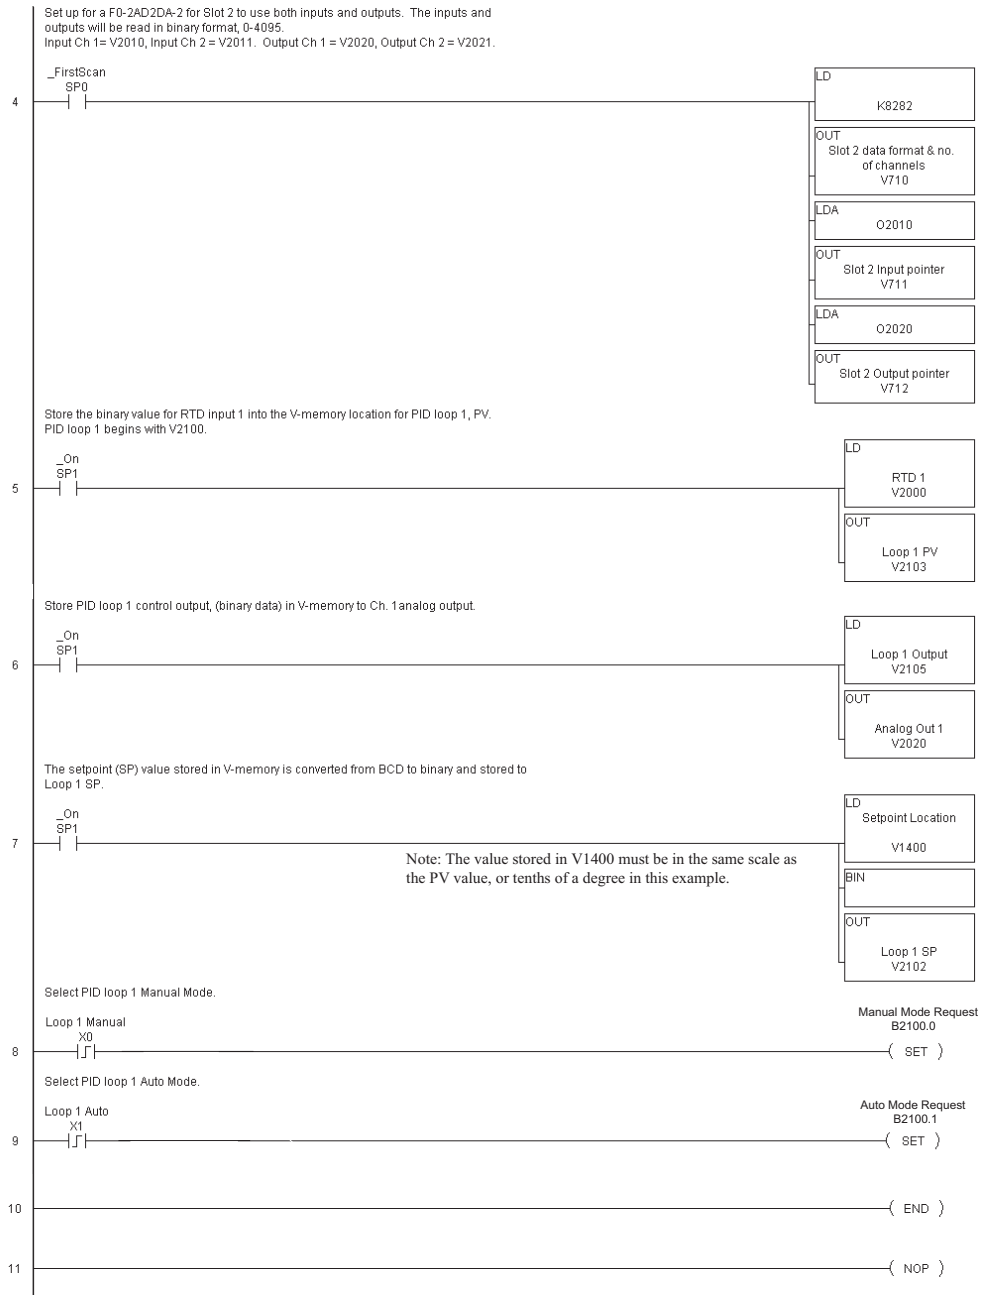 Set up for a F0-2AD2DA-2 for Slot 2 to use both inputs and outputs.  The inputs and
outputs will be read in binary format, 0-4095.
Input Ch 1= V2010, Input Ch 2 = V2011.  Output Ch 1 = V2020, Output Ch 2 = V2021.
_FirstScan
SP0
4
LD
K8282
OUT
Slot 2 data format & no.
of channels
V710
LDA
O2010
OUT
Slot 2 Input pointer
V711
LDA
O2020
OUT
Slot 2 Output pointer
V712
Store the binary value for RTD input 1 into the V-memory location for PID loop 1, PV.
PID loop 1 begins with V2100.
_On
SP1
5
LD
RTD 1
V2000
OUT
Loop 1 PV
V2103
Store PID loop 1 control output, (binary data) in V-memory to Ch. 1analog output.
_On
SP1
6
LD
Loop 1 Output
V2105
OUT
Analog Out 1
V2020
The setpoint (SP) value stored in V-memory is converted from BCD to binary and stored to
Loop 1 SP.
_On
SP1
7
LD
Setpoint Location
V1400
Note: The value stored in V1400 must be in the same scale as
the PV value, or tenths of a degree in this example.
BIN
OUT
Loop 1 SP
V2102
Select PID loop 1 Manual Mode.
Loop 1 Manual
X0
8
Manual Mode Request
B2100.0
( SET )
Select PID loop 1 Auto Mode.
Loop 1 Auto
X1
9
Auto Mode Request
B2100.1
( SET )
10
( END )
11
( NOP )